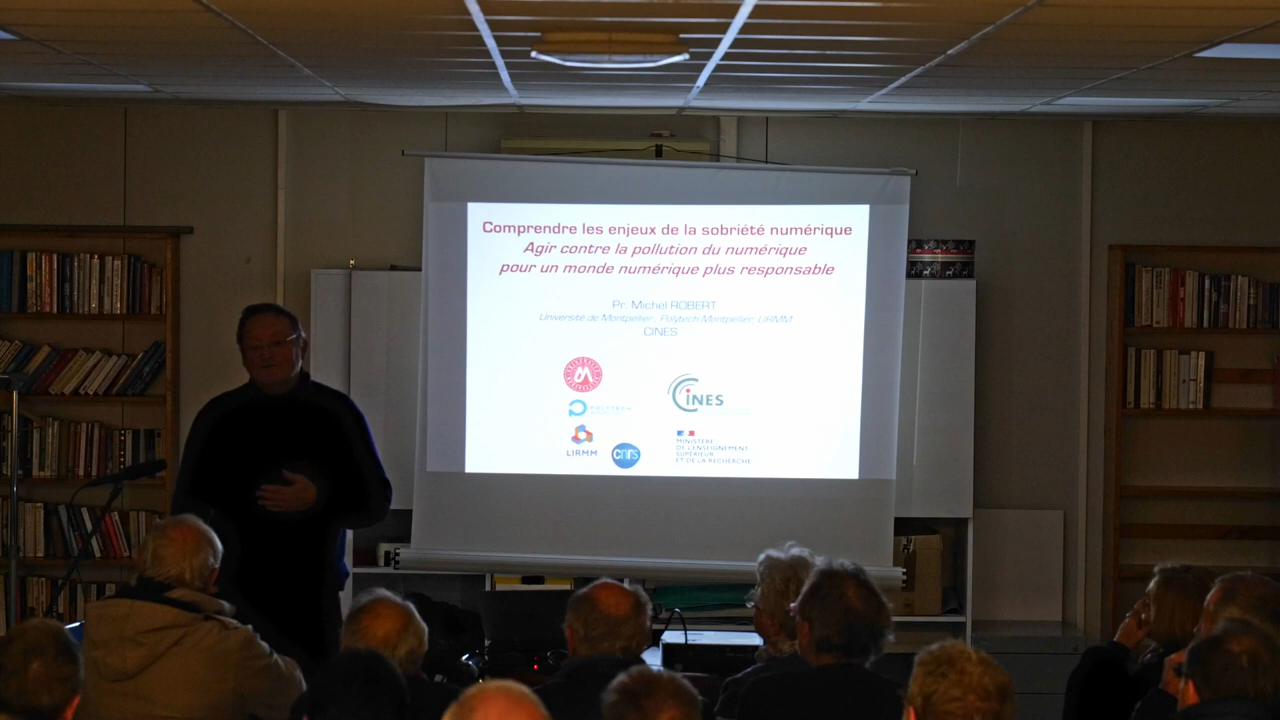 Comprendre les enjeux de la sobriété numérique
Agir contre la pollution du numérique
pour un monde numérique plus responsable
Pr. Michel ROBERT
Université de Montpellier, Polytech Montpellier, LIRMM
CINES
CINES
POLYTECH
LIRMM
cnrs
MINISTÈRE
DE L'ENSEIGNEMENT
SUPÉRIEUR
ET DE LA RECHERCHE